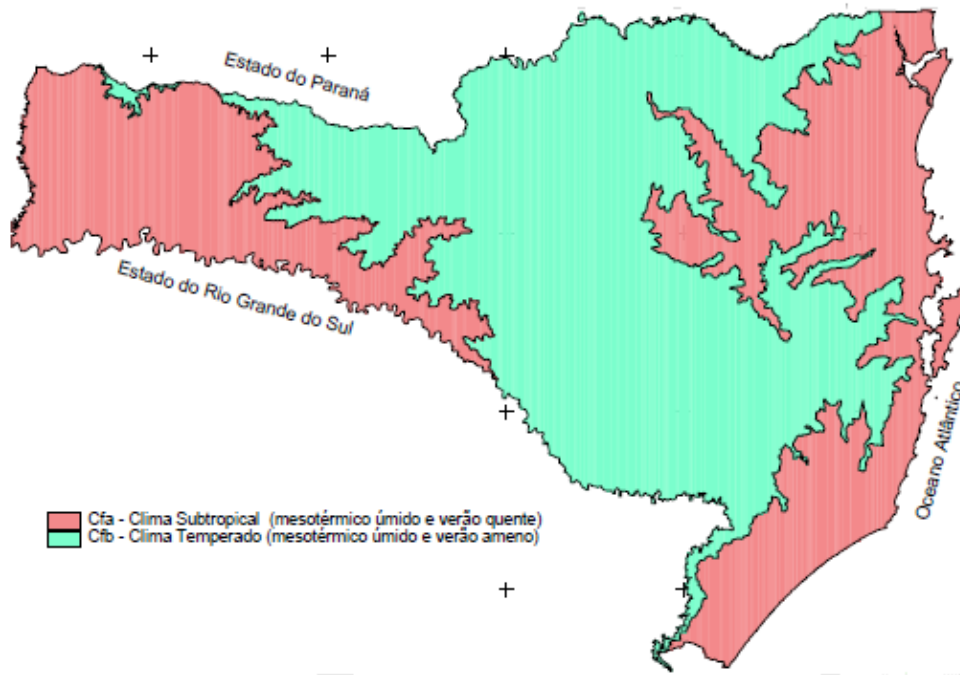 Estado do Paraná
Estado do Rio Grande do Sul
Oceano Atlântico
Cfa - Clima Subtropical (mesotérmico úmido e verão quente)
Cfb - Clima Temperado (mesotérmico úmido e verão ameno)